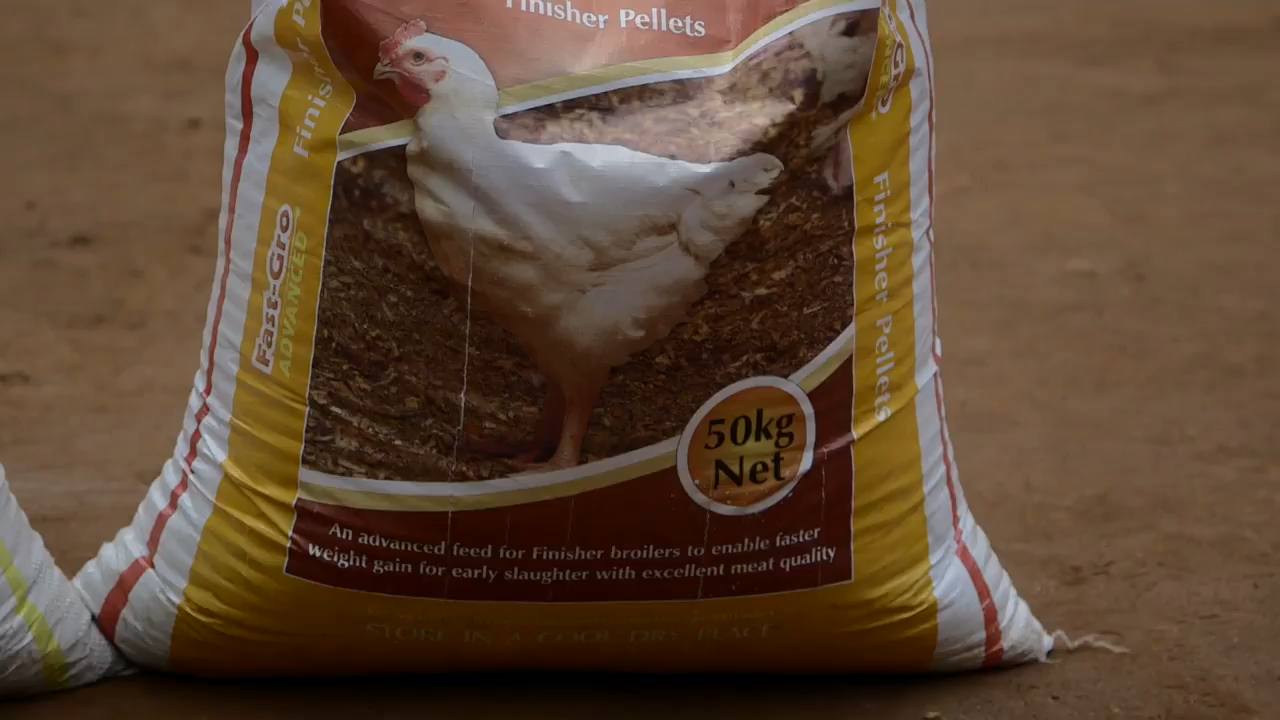 Finisher Pellets
Finisher
Fast-Gro
ADVANCED
Finisher Pellets
50kg
Net
An advanced feed for Finisher broilers to enable faster
weight gain for early slaughter with excellent meat quality
STORE IN A COOL DRY PLACE